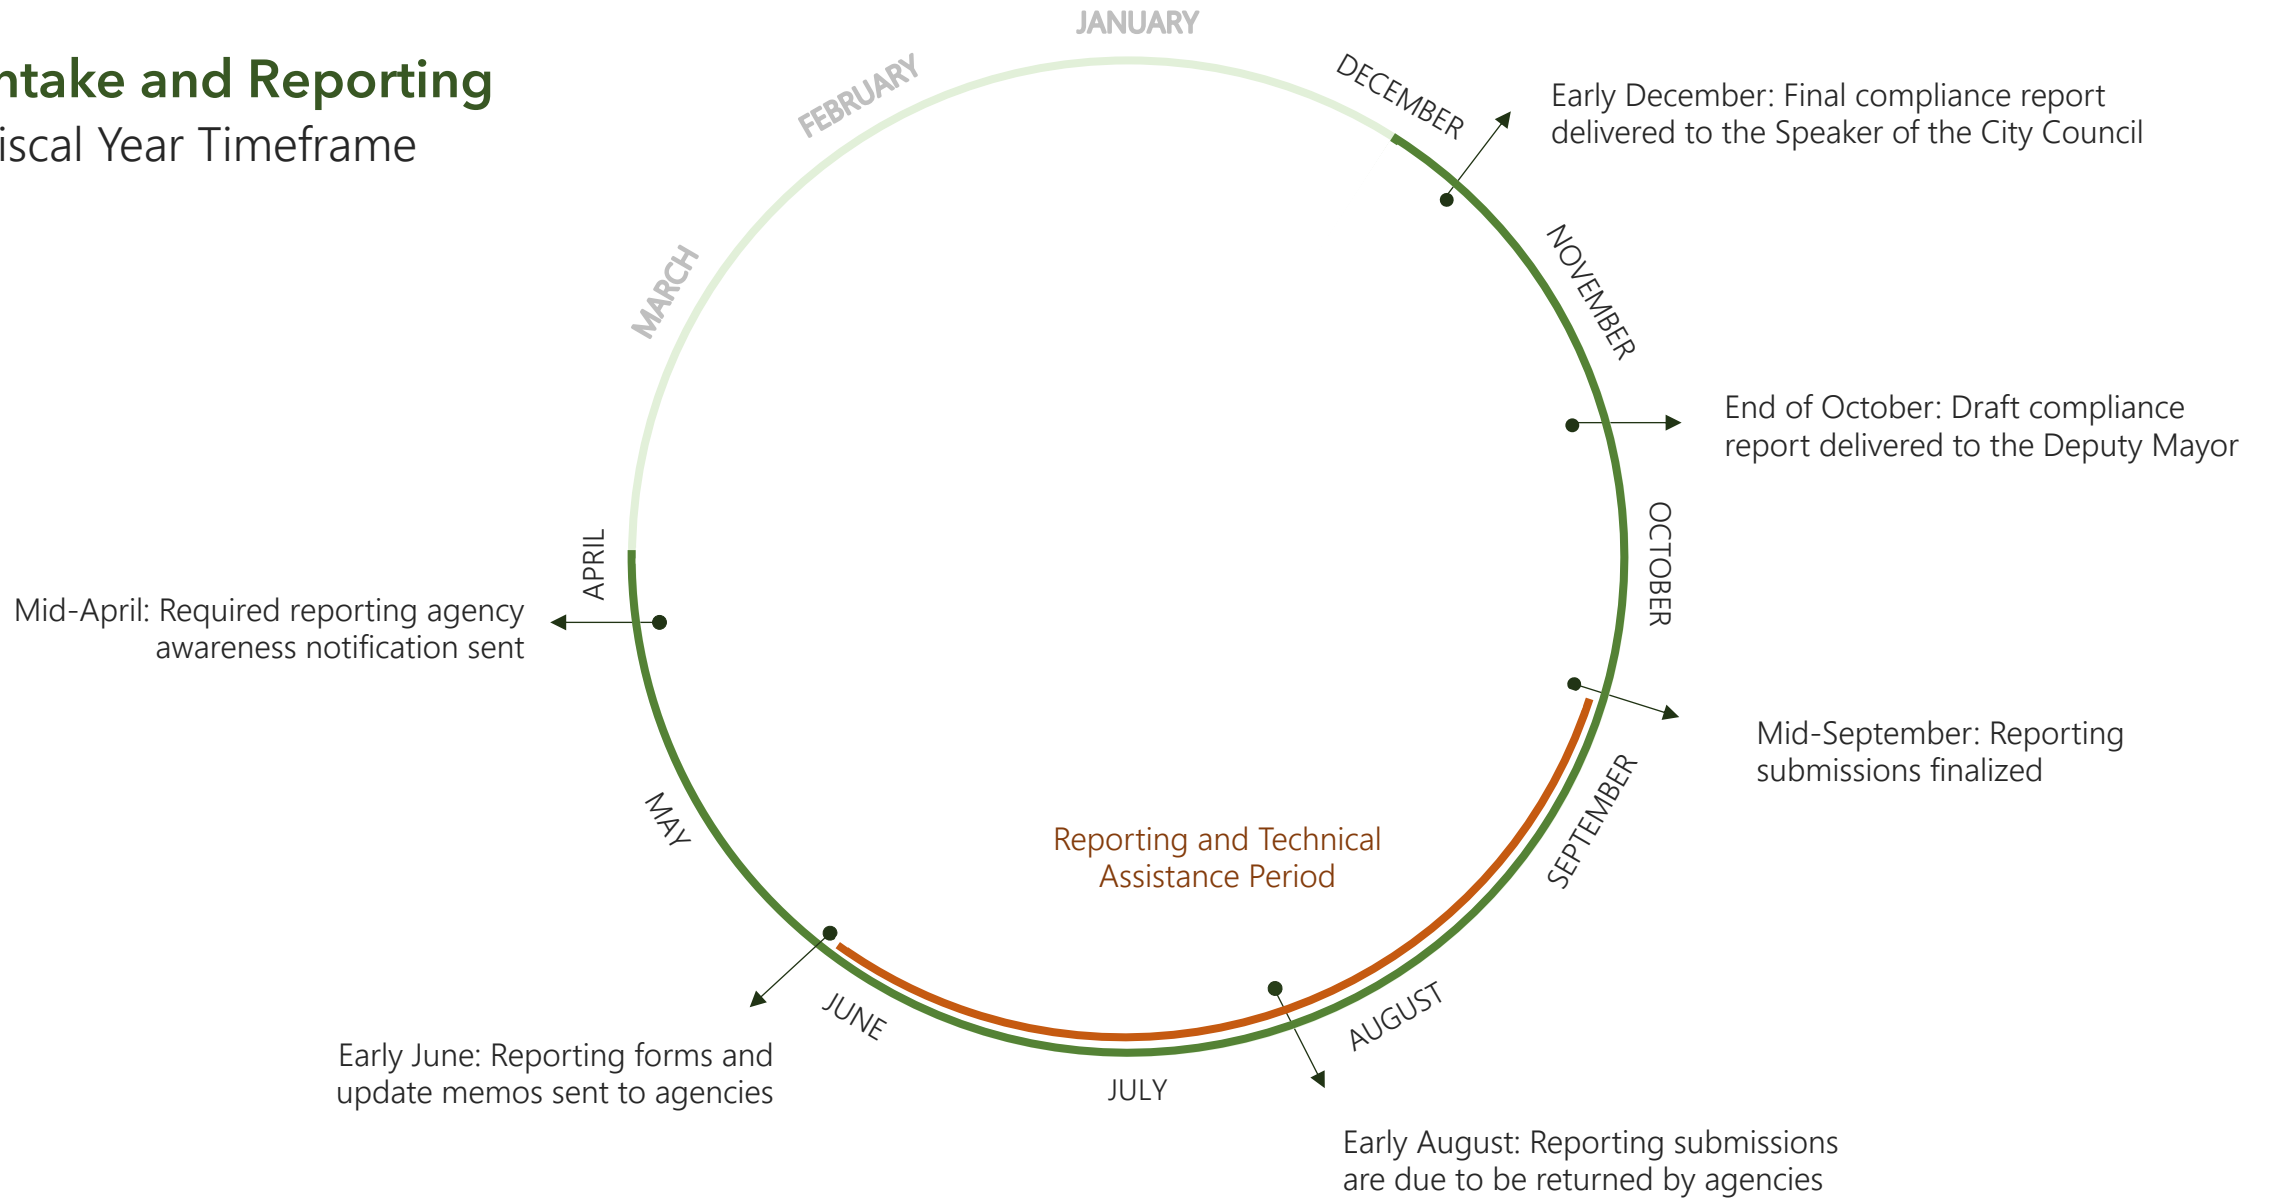 ntake and Reporting
iscal Year Timeframe
JANUARY
FEBRUARY
MARCH
APRIL
Mid-April: Required reporting agency
awareness notification sent
MAY
JUNE
Early June: Reporting forms and
update memos sent to agencies
JULY
Reporting and Technical
Assistance Period
AUGUST
Early August: Reporting submissions
are due to be returned by agencies
SEPTEMBER
Mid-September: Reporting
submissions finalized
OCTOBER
End of October: Draft compliance
report delivered to the Deputy Mayor
NOVEMBER
DECEMBER
Early December: Final compliance report
delivered to the Speaker of the City Council